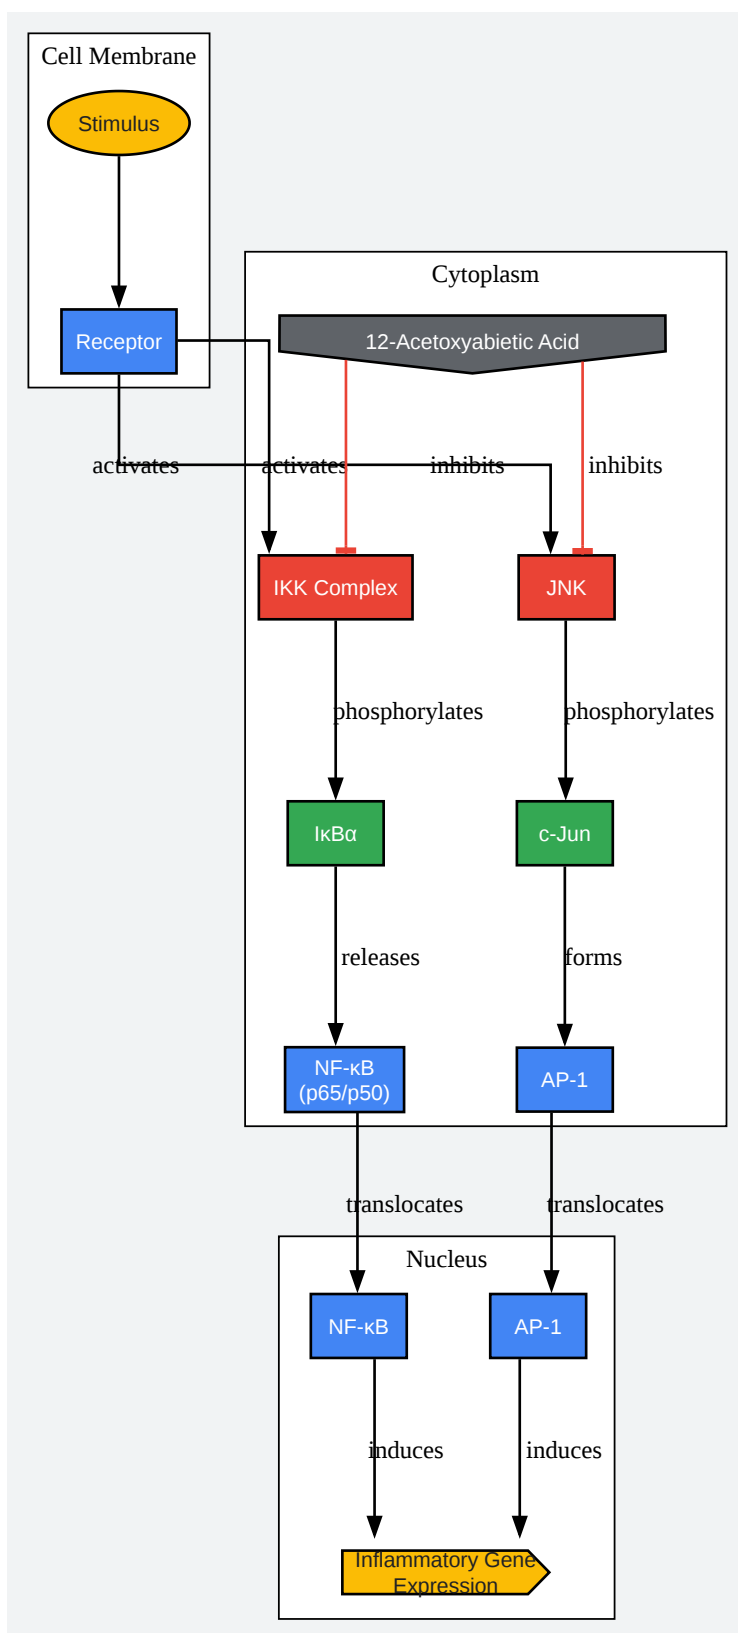 Cell Membrane
Stimulus
Receptor
Cytoplasm
12-Acetoxyabietic Acid
activates
activates
inhibits
inhibits
IKK Complex
JNK
phosphorylates
phosphorylates
IκBα
c-Jun
releases
forms
NF-κB
(p65/p50)
AP-1
translocates
translocates
Nucleus
NF-κB
AP-1
induces
induces
Inflammatory Gene
Expression